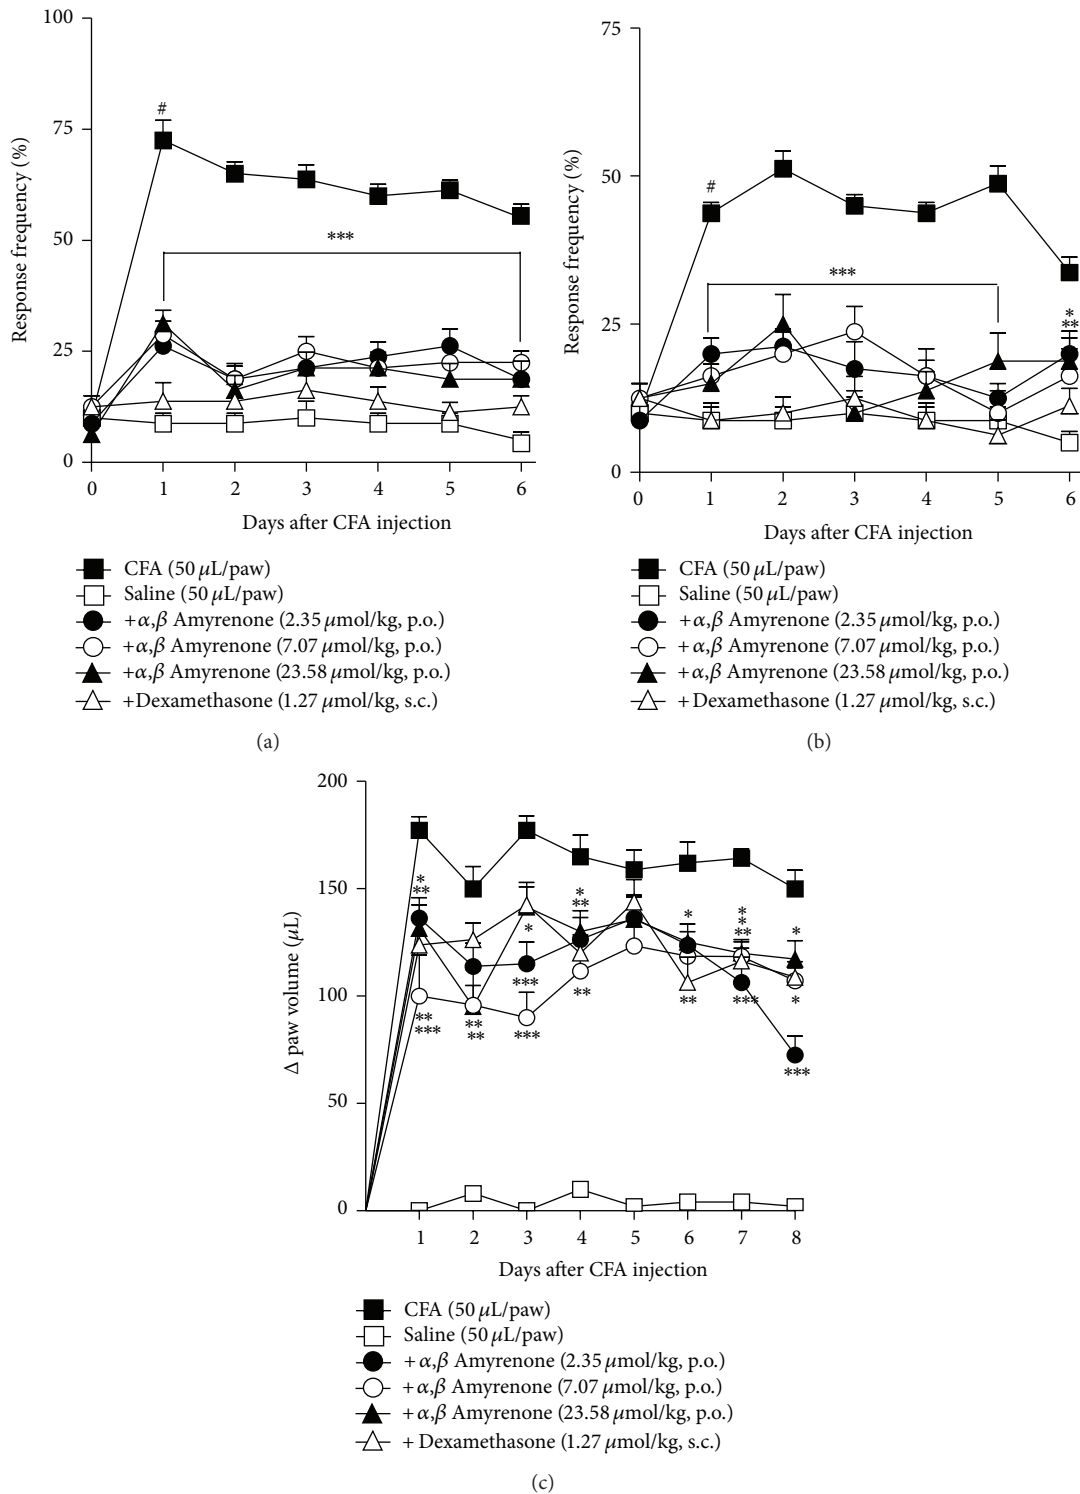 100
75
50
25
0
Response frequency (%)
#
***
0 1 2 3 4 5 6
Days after CFA injection
CFA (50 μL/paw)
Saline (50 μL/paw)
+α,β Amyrenone (2.35 μmol/kg, p.o.)
+α,β Amyrenone (7.07 μmol/kg, p.o.)
+α,β Amyrenone (23.58 μmol/kg, p.o.)
+Dexamethasone (1.27 μmol/kg, s.c.)
(a)
75
50
25
0
Response frequency (%)
#
***
*
**
0 1 2 3 4 5 6
Days after CFA injection
CFA (50 μL/paw)
Saline (50 μL/paw)
+α,β Amyrenone (2.35 μmol/kg, p.o.)
+α,β Amyrenone (7.07 μmol/kg, p.o.)
+α,β Amyrenone (23.58 μmol/kg, p.o.)
+Dexamethasone (1.27 μmol/kg, s.c.)
(b)
200
150
100
50
0
Δ paw volume (μL)
*
**
**
***
**
**
*
***
***
*
**
**
*
**
*
*
**
***
*
*
***
1 2 3 4 5 6 7 8
Days after CFA injection
CFA (50 μL/paw)
Saline (50 μL/paw)
+α,β Amyrenone (2.35 μmol/kg, p.o.)
+α,β Amyrenone (7.07 μmol/kg, p.o.)
+α,β Amyrenone (23.58 μmol/kg, p.o.)
+ Dexamethasone (1.27 μmol/kg, s.c.)
(c)